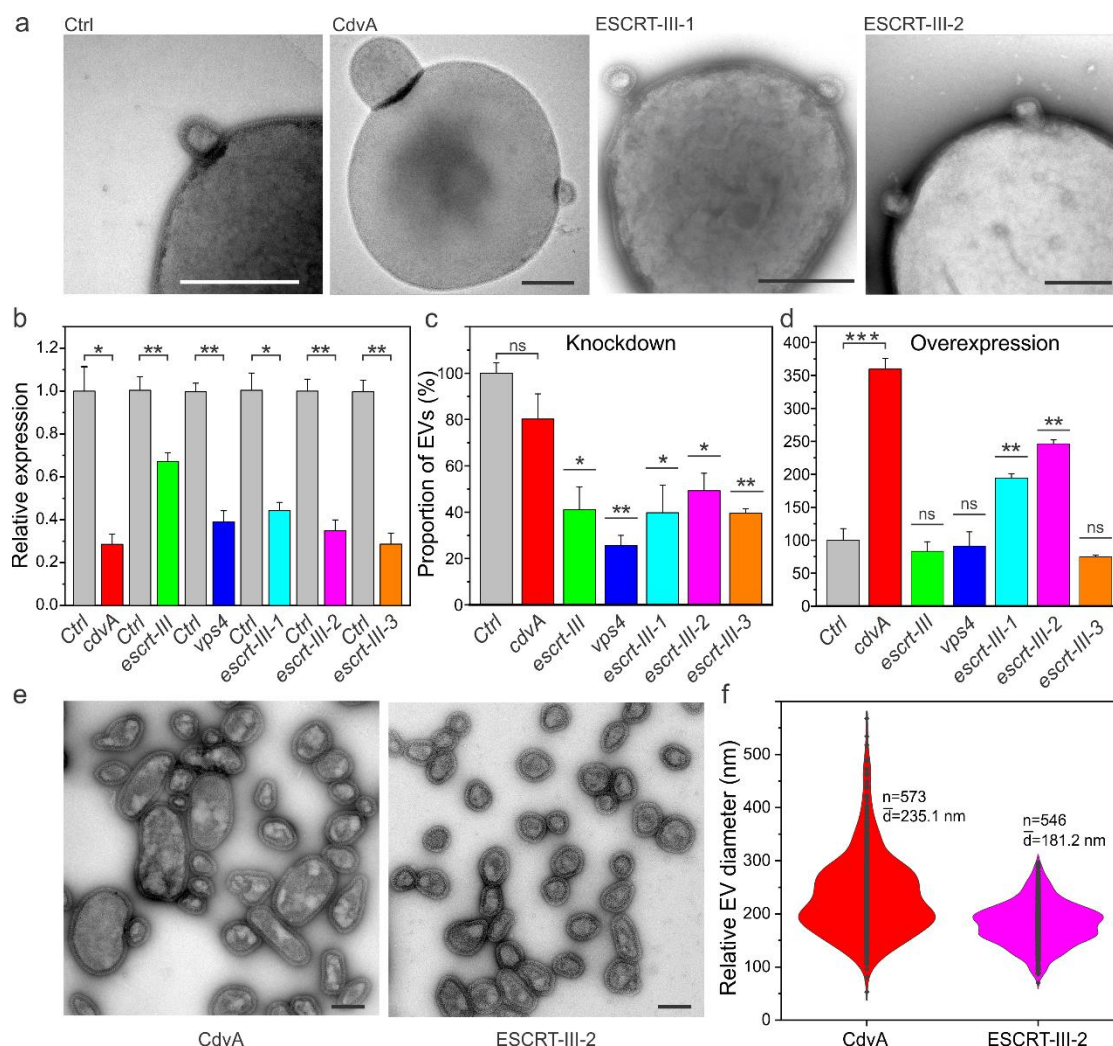 a
Ctrl
CdvA
ESCRT-III-1
ESCRT-III-2
b
Relative expression
1.2
1.0
0.8
0.6
0.4
0.2
0.0
*
**
**
*
**
**
Ctrl
cdvA
Ctrl
escrt-III
Ctrl
vps4
Ctrl
escrt-III-1
Ctrl
escrt-III-2
Ctrl
escrt-III-3
c
Knockdown
Proportion of EVs (%)
120
100
80
60
40
20
0
ns
*
**
*
*
**
Ctrl
cdvA
escrt-III
vps4
escrt-III-1
escrt-III-2
escrt-III-3
d
Overexpression
400
350
300
250
200
150
100
50
0
***
ns
ns
**
**
ns
Ctrl
cdvA
escrt-III
vps4
escrt-III-1
escrt-III-2
escrt-III-3
e
CdvA
ESCRT-III-2
f
Relative EV diameter (nm)
500
400
300
200
100
0
n=573
d̅=235.1 nm
n=546
d̅=181.2 nm
CdvA
ESCRT-III-2